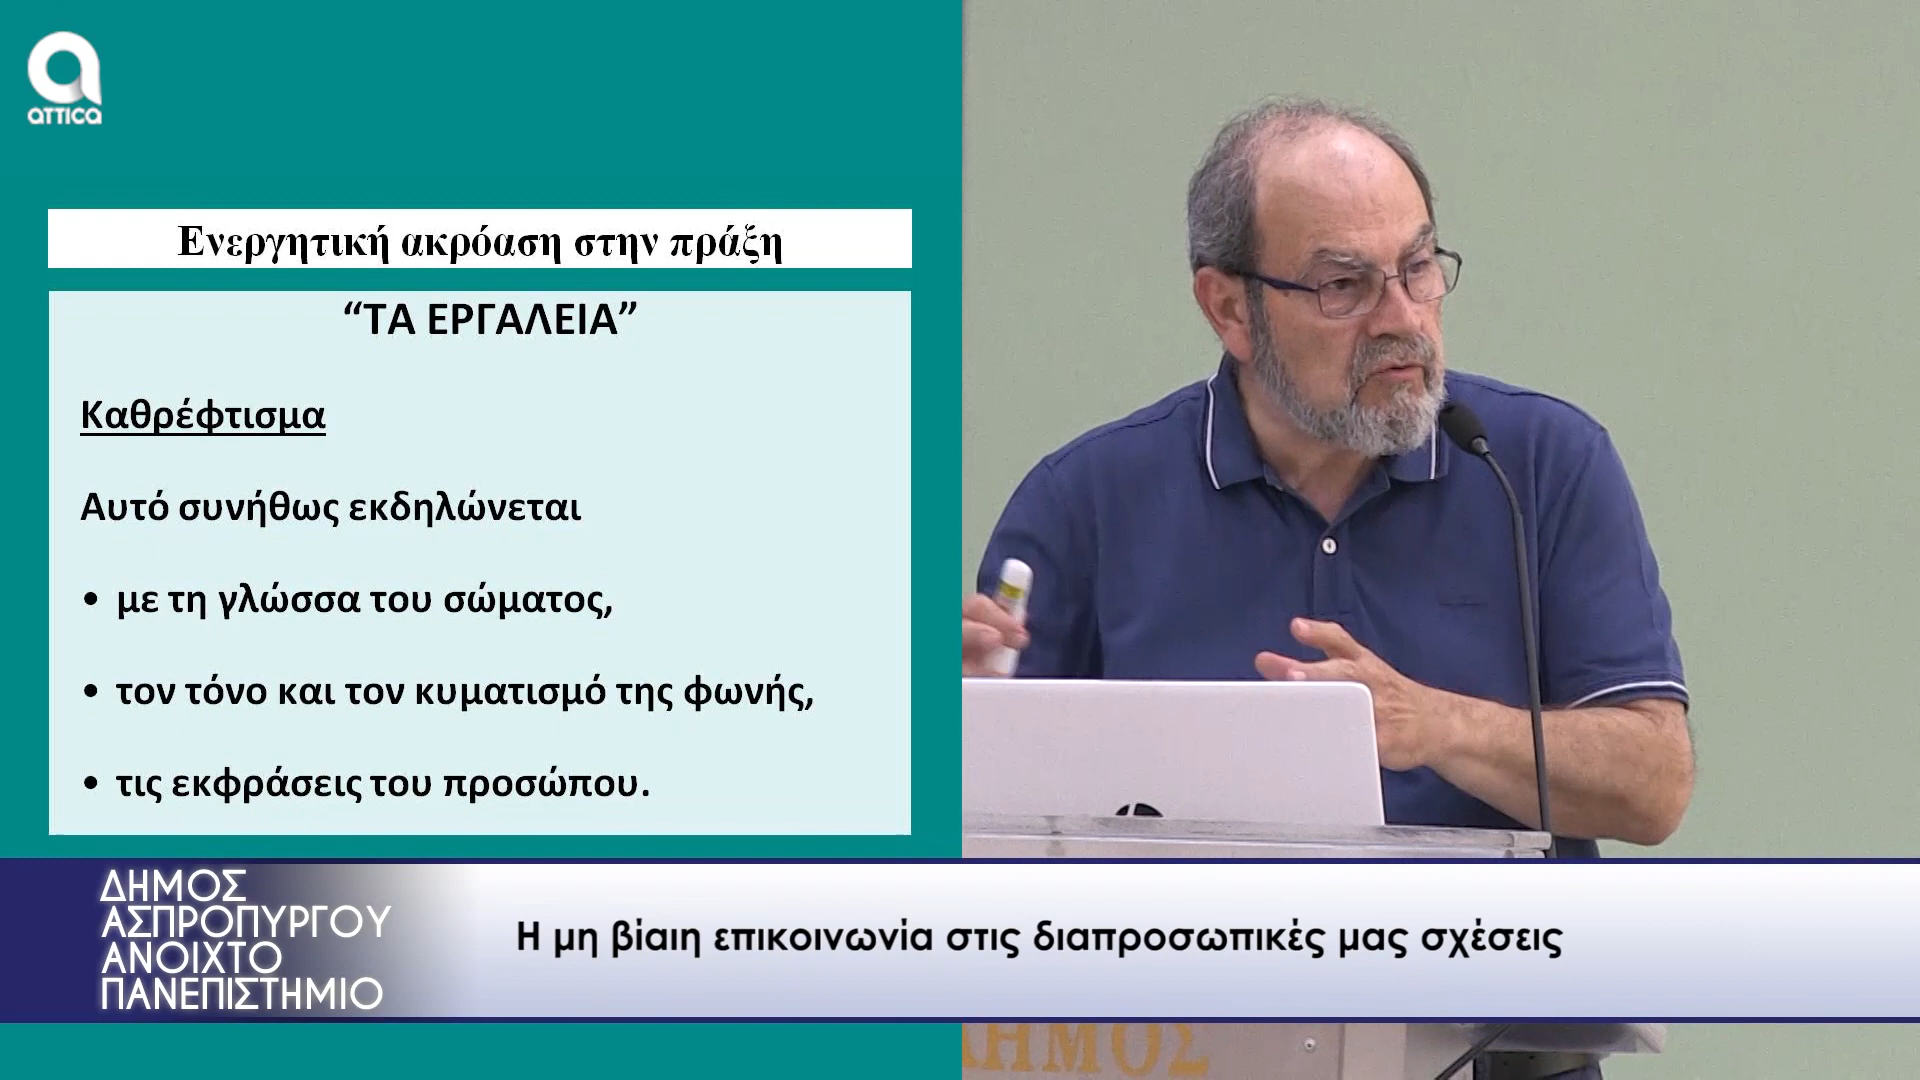 attica
Ενεργητική ακρόαση στην πράξη
“ΤΑ ΕΡΓΑΛΕΙΑ”
Καθρέφτισμα
Αυτό συνήθως εκδηλώνεται
• με τη γλώσσα του σώματος,
• τον τόνο και τον κυματισμό της φωνής,
• τις εκφράσεις του προσώπου.
ΔΗΜΟΣ
ΑΣΠΡΟΠΥΡΓΟΥ
ΑΝΟΙΧΤΟ
ΠΑΝΕΠΙΣΤΗΜΙΟ
Η μη βίαιη επικοινωνία στις διαπροσωπικές μας σχέσεις
ΔΗΜΟΣ